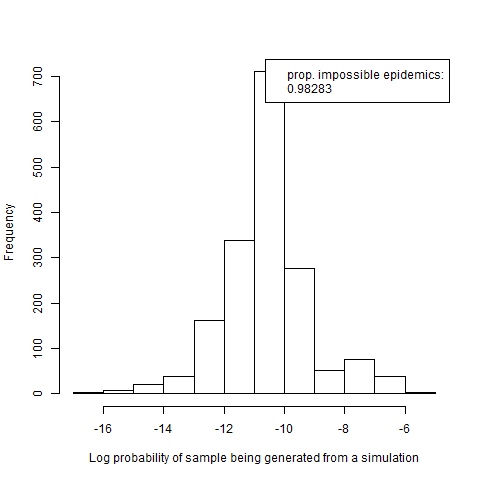 prop. impossible epidemics:
0.98283
700
600
500
400
300
200
100
0
Frequency
-16 -14 -12 -10 -8 -6
Log probability of sample being generated from a simulation